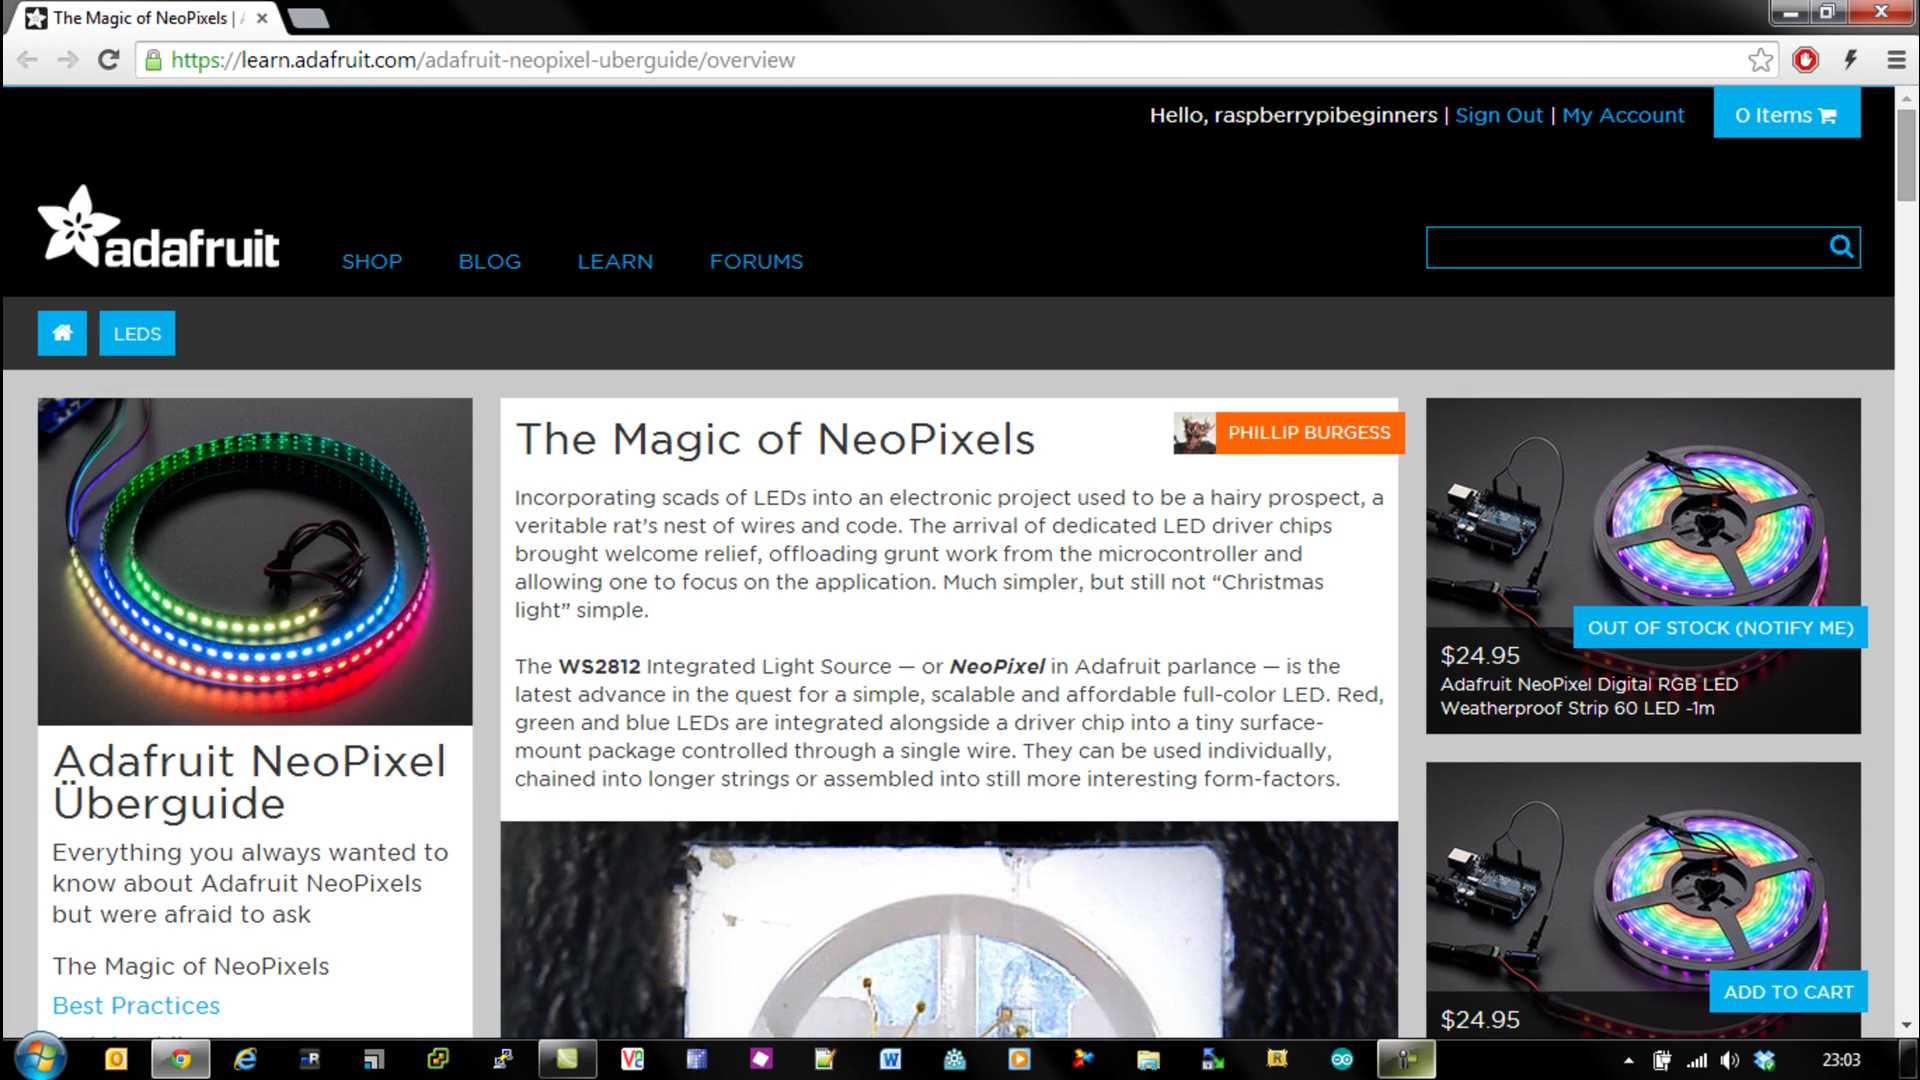 The Magic of NeoPixels | A
https://learn.adafruit.com/adafruit-neopixel-uberguide/overview
Hello, raspberrypibeginners | Sign Out | My Account
0 Items
adafruit
SHOP
BLOG
LEARN
FORUMS
LEDS
Adafruit NeoPixel
Überguide
Everything you always wanted to
know about Adafruit NeoPixels
but were afraid to ask
The Magic of NeoPixels
Best Practices
The Magic of NeoPixels
PHILLIP BURGESS
Incorporating scads of LEDs into an electronic project used to be a hairy prospect, a
veritable rat’s nest of wires and code. The arrival of dedicated LED driver chips
brought welcome relief, offloading grunt work from the microcontroller and
allowing one to focus on the application. Much simpler, but still not “Christmas
light” simple.
The WS2812 Integrated Light Source — or NeoPixel in Adafruit parlance — is the
latest advance in the quest for a simple, scalable and affordable full-color LED. Red,
green and blue LEDs are integrated alongside a driver chip into a tiny surface-
mount package controlled through a single wire. They can be used individually,
chained into longer strings or assembled into still more interesting form-factors.
OUT OF STOCK (NOTIFY ME)
$24.95
Adafruit NeoPixel Digital RGB LED
Weatherproof Strip 60 LED -1m
ADD TO CART
$24.95
23:03